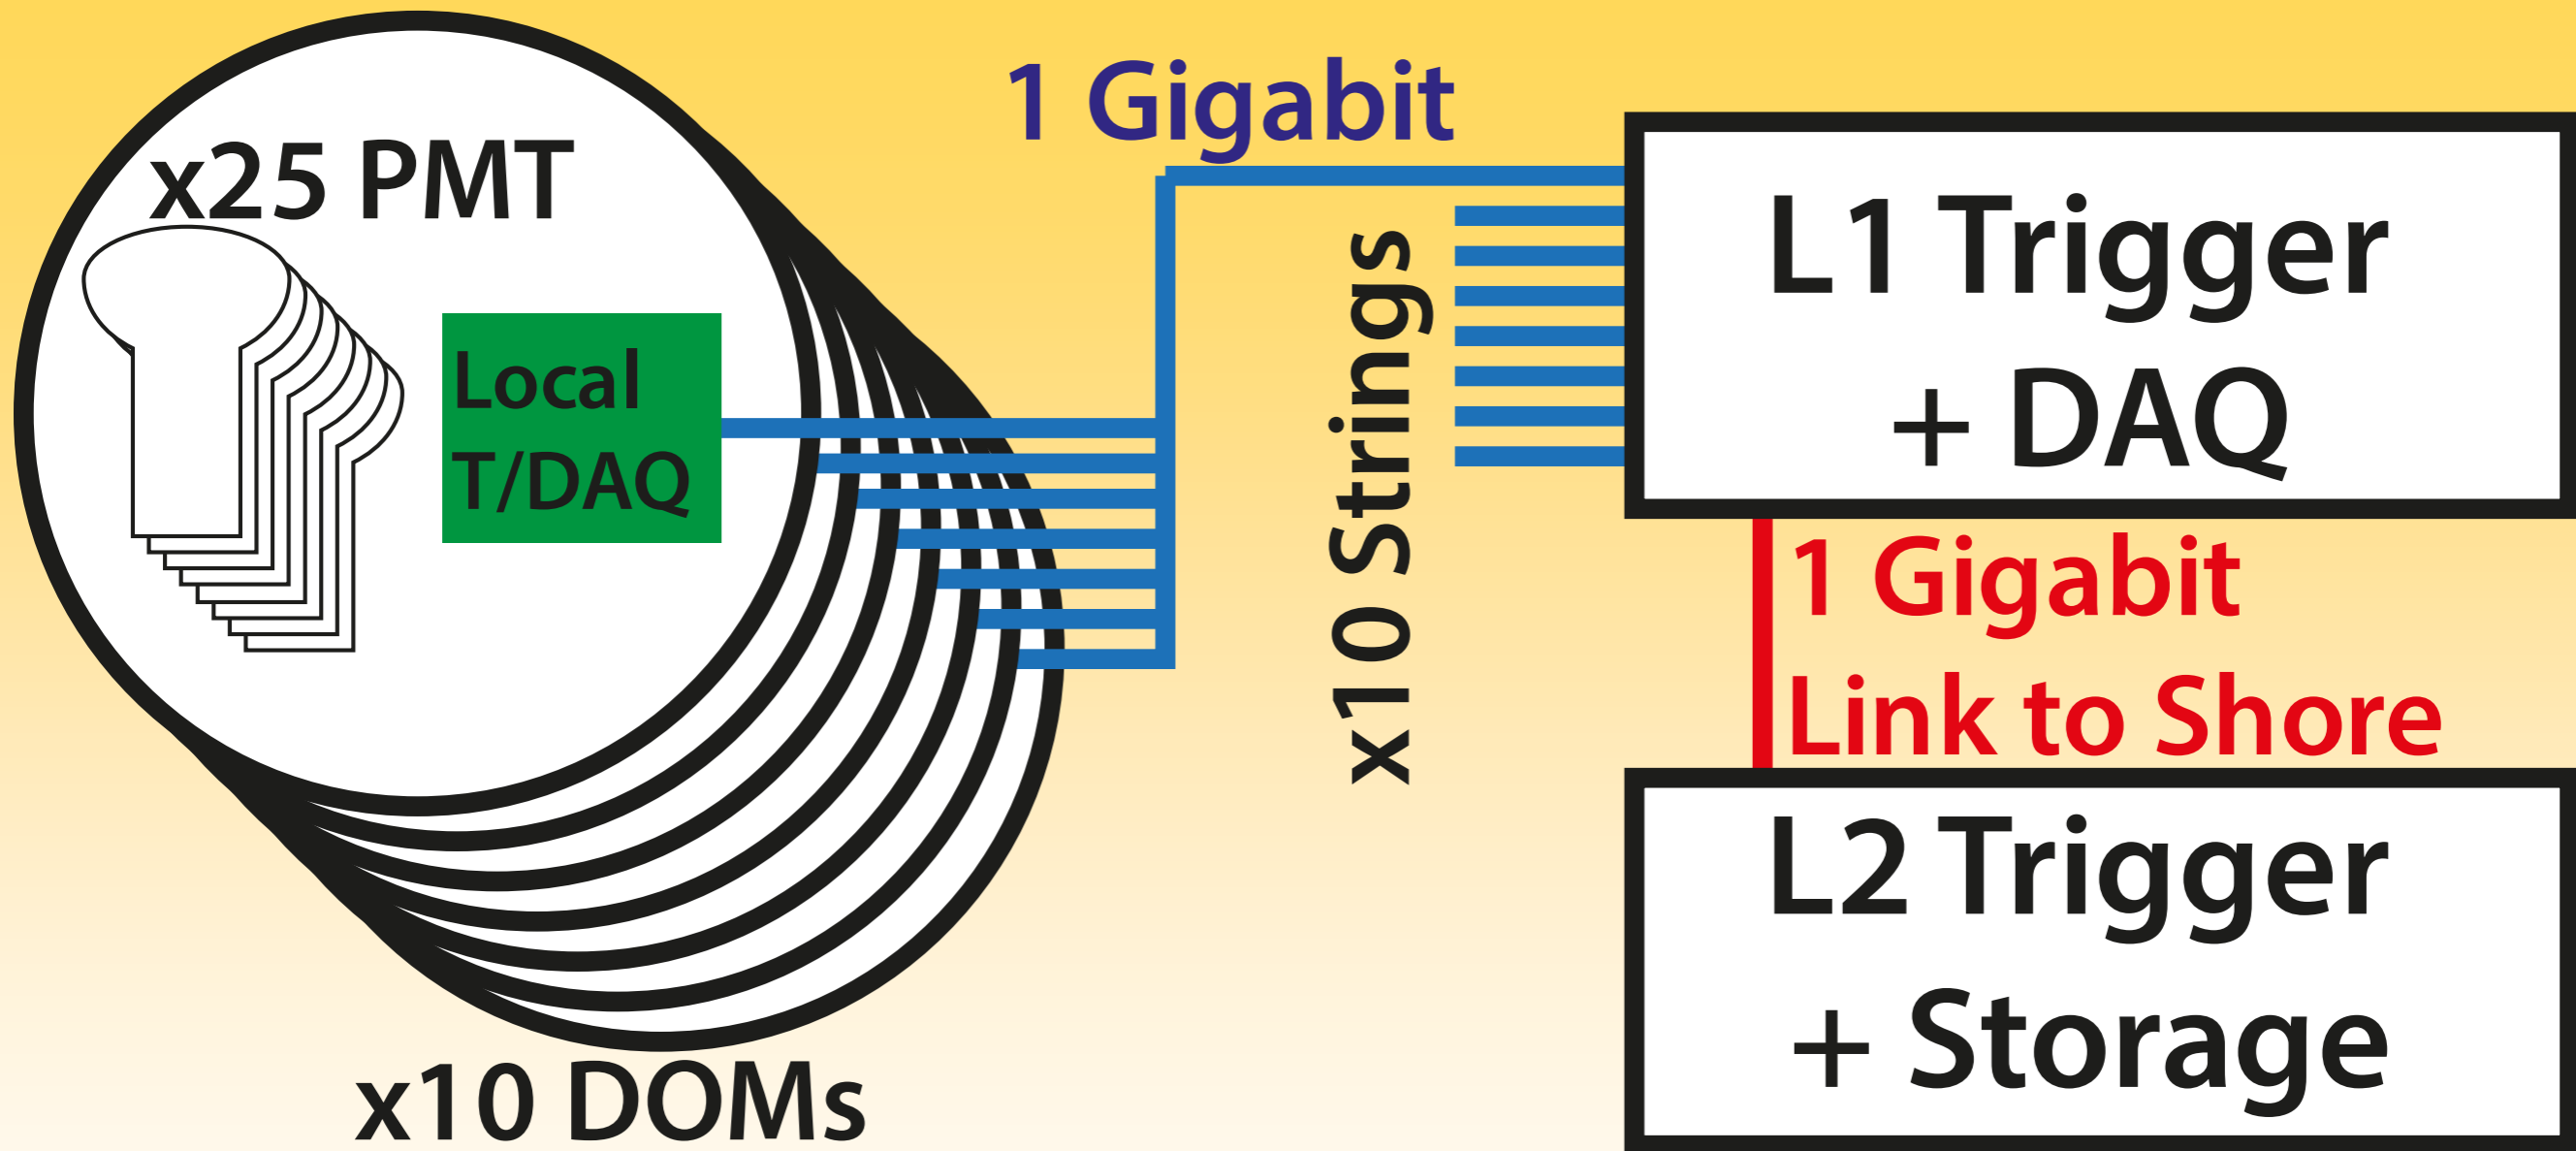 x25 PMT
Local
T/DAQ
x10 DOMs
1 Gigabit
x10 Strings
L1 Trigger
+ DAQ
1 Gigabit
Link to Shore
L2 Trigger
+ Storage